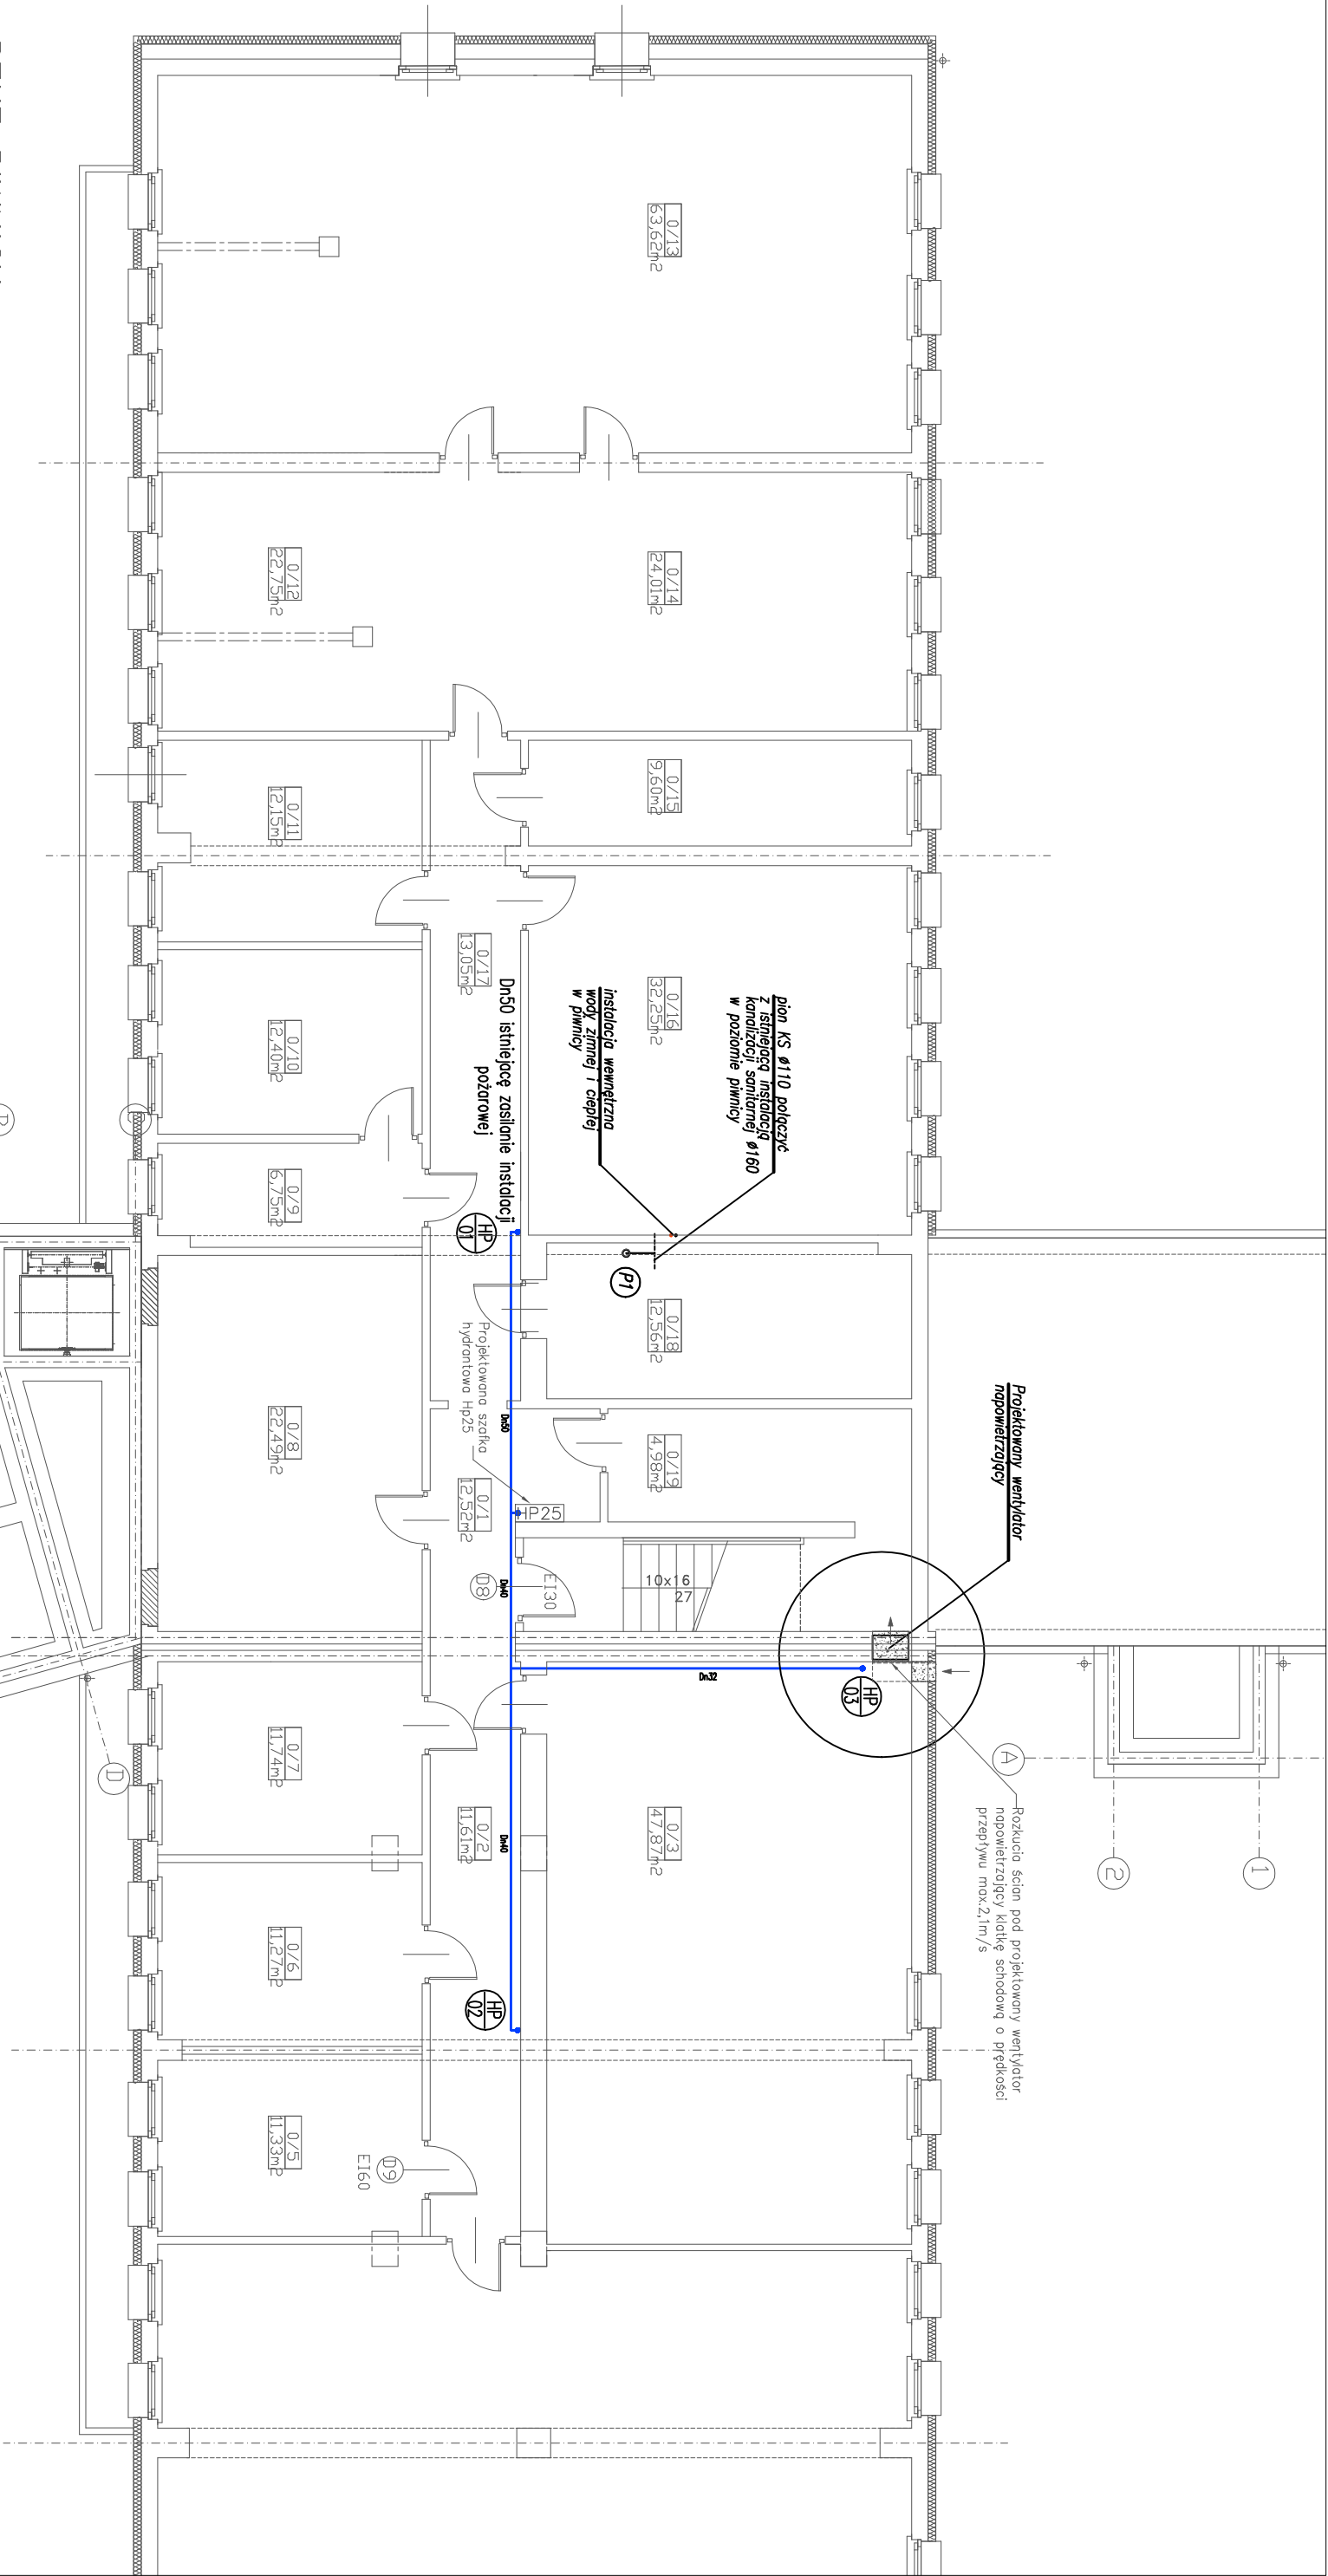 0/13
63,62m2
0/14
24,01m2
0/12
22,75m2
0/15
9,60m2
0/11
12,15m2
0/17
13,05m2
0/16
32,25m2
0/10
12,40m2
0/9
6,75m2
pion KS ø110 połączyć
z istniejącą instalacją
kanalizacji sanitarnej ø160
w poziomie piwnicy
instalacja wewnętrzna
wody zimnej i ciepłej
w piwnicy
Dn50 istniejące zasilanie instalacji
pożarowej
HP
01
P1
0/18
12,56m2
Projektowana szafka
hydrantowa Hp25
Dn50
0/8
22,49m2
0/19
4,98m2
0/1
12,52m2
HP25
Projektowany wentylator
napowietrzający
EI30
D8
Dn40
10x16
27
Dn32
HP
03
A
1
2
Rozkucia ścian pod projektowany wentylator
napowietrzający klatkę schodową o prędkości
przepływu max.2,1m/s
0/7
11,74m2
D
0/2
11,61m2
Dn40
0/3
47,87m2
0/6
11,27m2
HP
02
0/5
11,33m2
D9
EI60
C